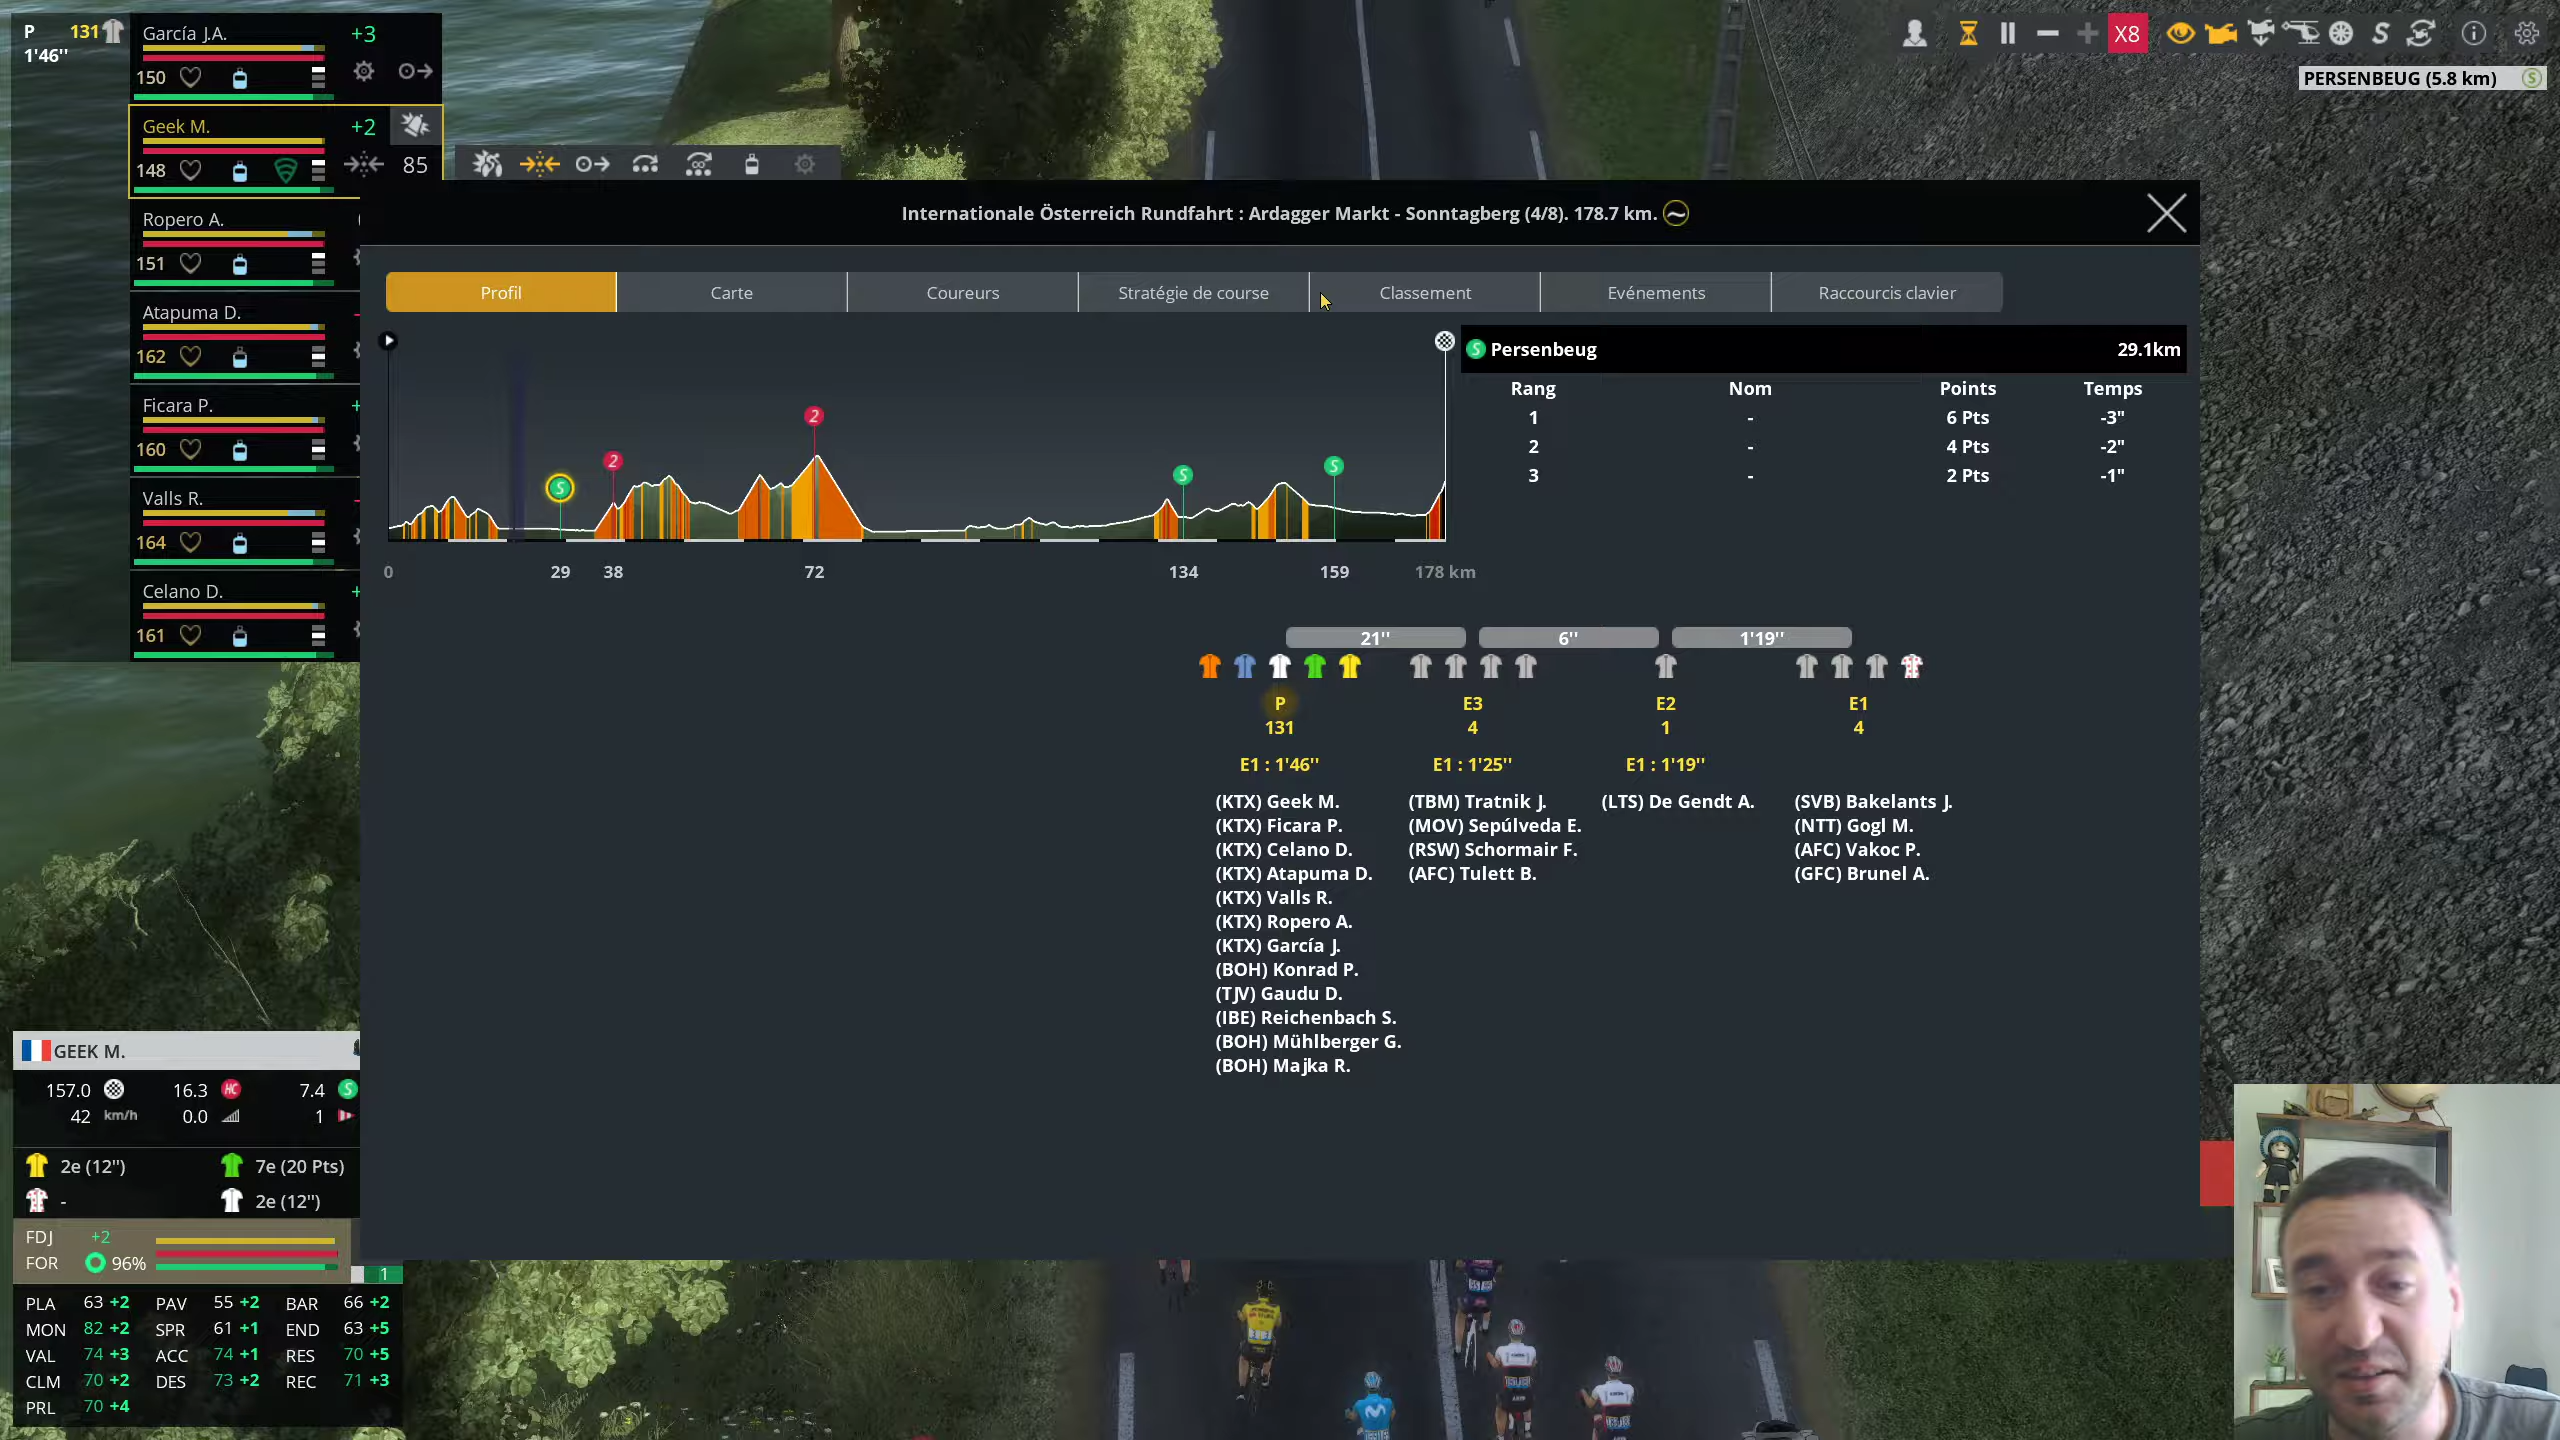 P 131
1'46''
García J.A. +3
150
Geek M. +2
148 85
Ropero A.
151
Atapuma D.
162
Ficara P.
160
Valls R.
164
Celano D.
161
X8
PERSENBEUG (5.8 km) S
Internationale Österreich Rundfahrt : Ardagger Markt - Sonntagberg (4/8). 178.7 km.
Profil Carte Coureurs Stratégie de course Classement Evénements Raccourcis clavier
S Persenbeug 29.1km
Rang Nom Points Temps
1 - 6 Pts -3"
2 - 4 Pts -2"
3 - 2 Pts -1"
2
2
S
S
S
0 29 38 72 134 159 178 km
21'' 6'' 1'19''
P E3 E2 E1
131 4 1 4
E1 : 1'46'' E1 : 1'25'' E1 : 1'19''
(KTX) Geek M. (TBM) Tratnik J. (LTS) De Gendt A. (SVB) Bakelants J.
(KTX) Ficara P. (MOV) Sepúlveda E. (NTT) Gogl M.
(KTX) Celano D. (RSW) Schormair F. (AFC) Vakoc P.
(KTX) Atapuma D. (AFC) Tulett B. (GFC) Brunel A.
(KTX) Valls R.
(KTX) Ropero A.
(KTX) García J.
(BOH) Konrad P.
(TJV) Gaudu D.
(IBE) Reichenbach S.
(BOH) Mühlberger G.
(BOH) Majka R.
GEEK M.
157.0 16.3 HC 7.4 S
42 km/h 0.0 1
2e (12'') 7e (20 Pts)
- 2e (12'')
FDJ +2
FOR 96%
1
PLA 63 +2 PAV 55 +2 BAR 66 +2
MON 82 +2 SPR 61 +1 END 63 +5
VAL 74 +3 ACC 74 +1 RES 70 +5
CLM 70 +2 DES 73 +2 REC 71 +3
PRL 70 +4